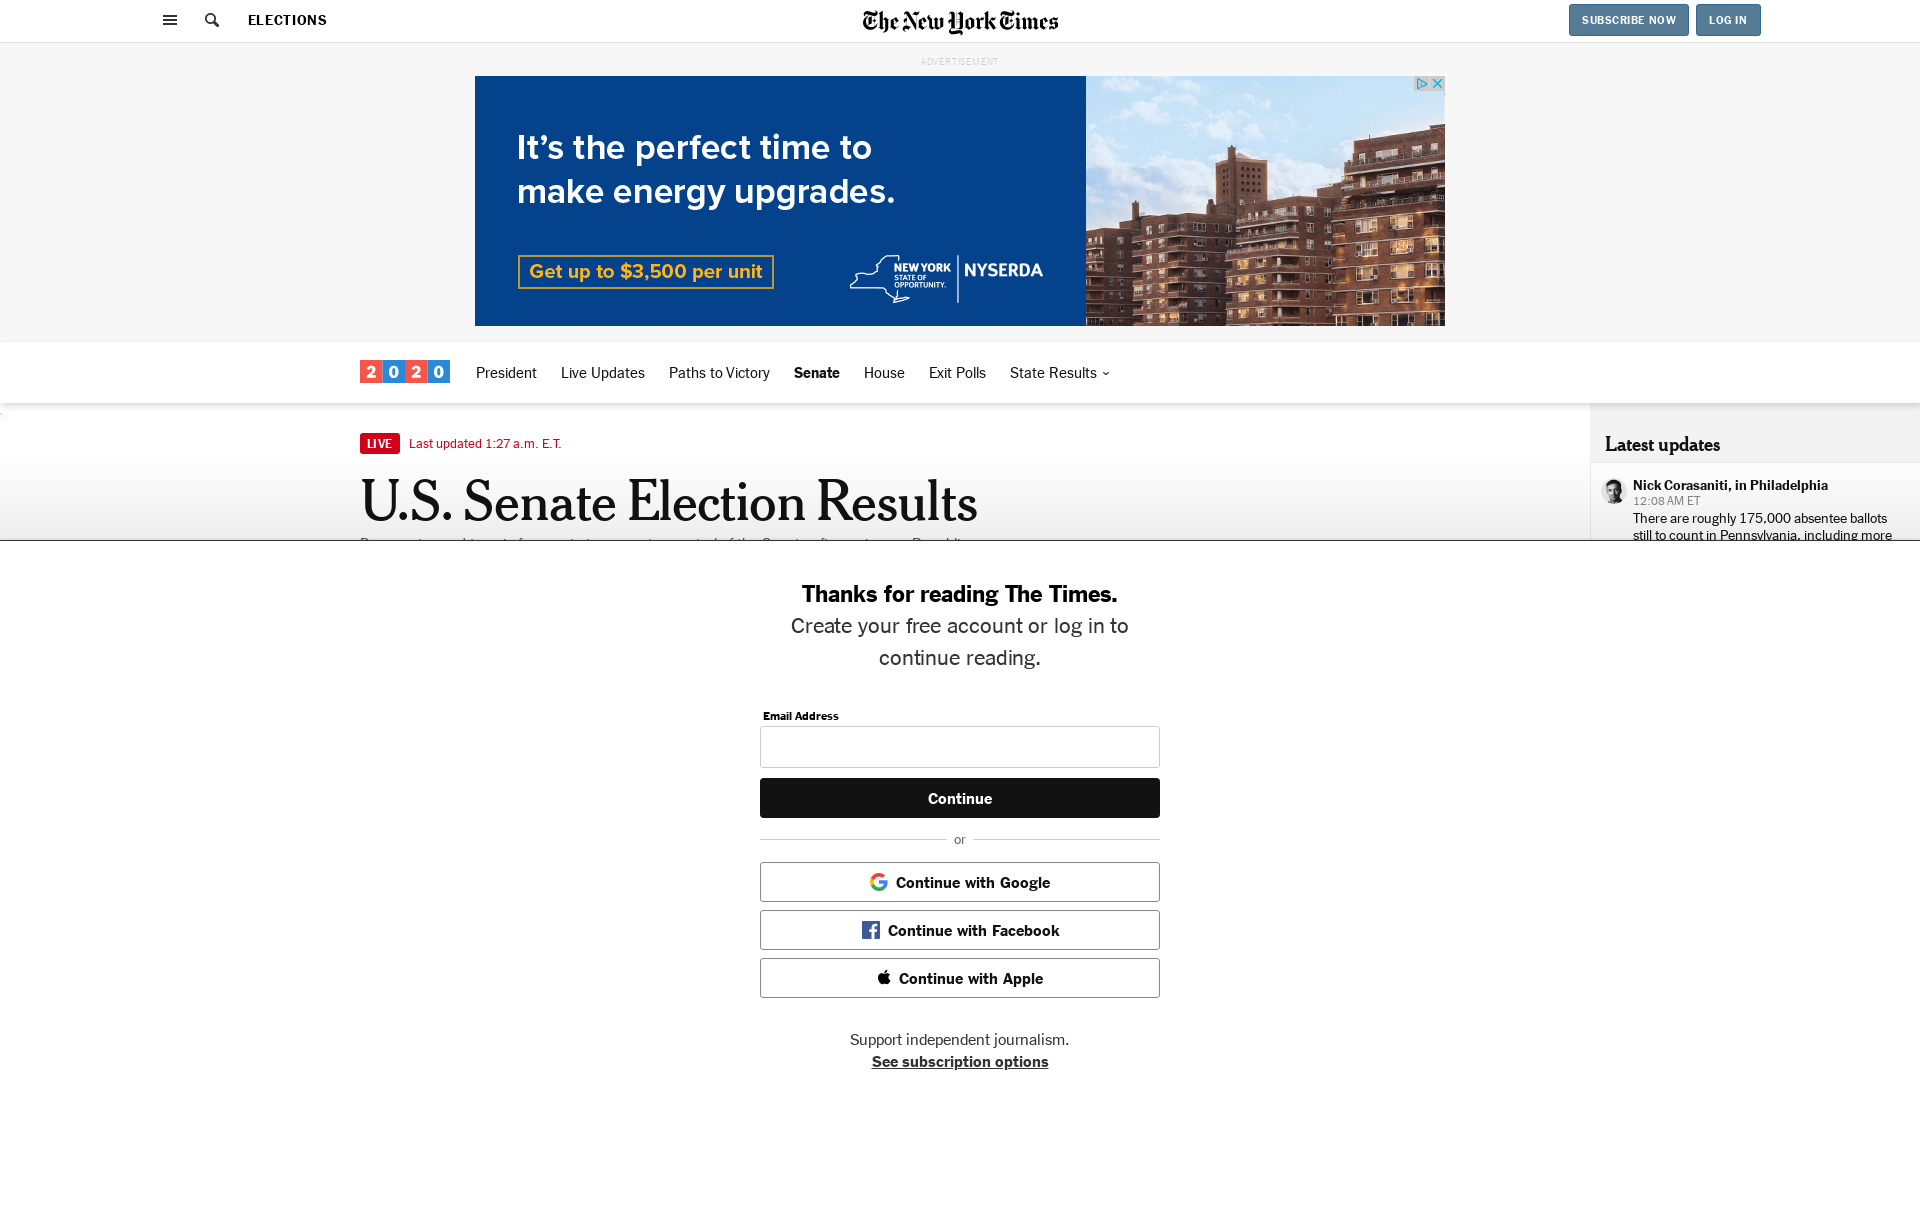 ELECTIONS
The New York Times
SUBSCRIBE NOW
LOG IN
ADVERTISEMENT
It's the perfect time to
make energy upgrades.
Get up to $3,500 per unit
NEW YORK
STATE OF
OPPORTUNITY.
NYSERDA
2020
President
Live Updates
Paths to Victory
Senate
House
Exit Polls
State Results
LIVE
Last updated 1:27 a.m. E.T.
U.S. Senate Election Results
Latest updates
Nick Corasaniti, in Philadelphia
12:08 AM ET
There are roughly 175,000 absentee ballots
still to count in Pennsylvania, including more
Thanks for reading The Times.
Create your free account or log in to
continue reading.
Email Address
Continue
or
Continue with Google
Continue with Facebook
Continue with Apple
Support independent journalism.
See subscription options